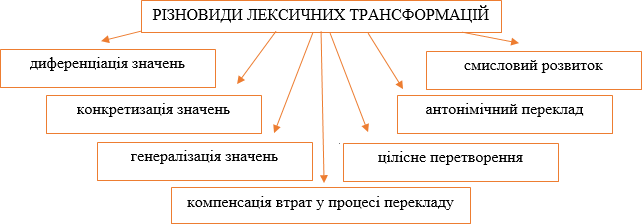 РІЗНОВИДИ ЛЕКСИЧНИХ ТРАНСФОРМАЦІЙ
диференціація значень
смисловий розвиток
конкретизація значень
антонімічний переклад
генералізація значень
цілісне перетворення
компенсація втрат у процесі перекладу